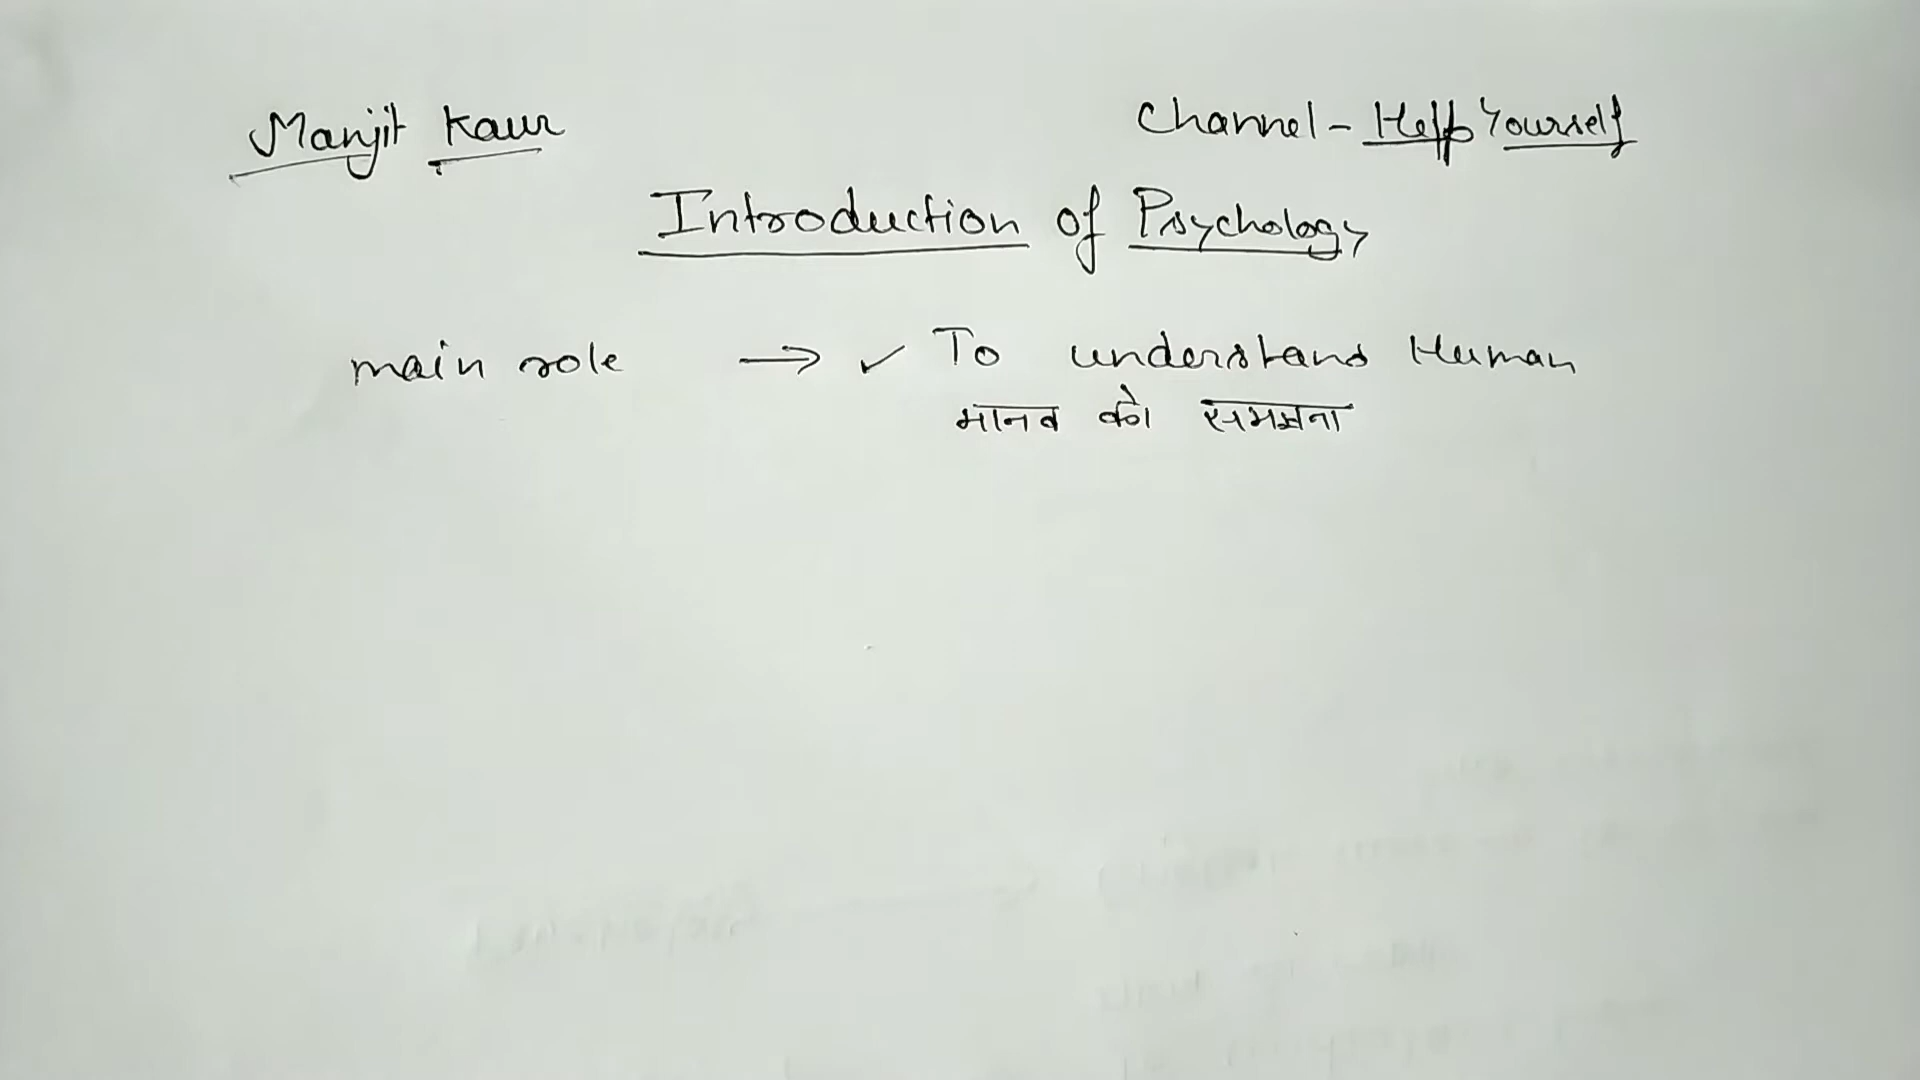 Manjit Kaur
Channel - Help Yourself
Introduction of Psychology
main role → ✓ To understand Human
मानव को समझना